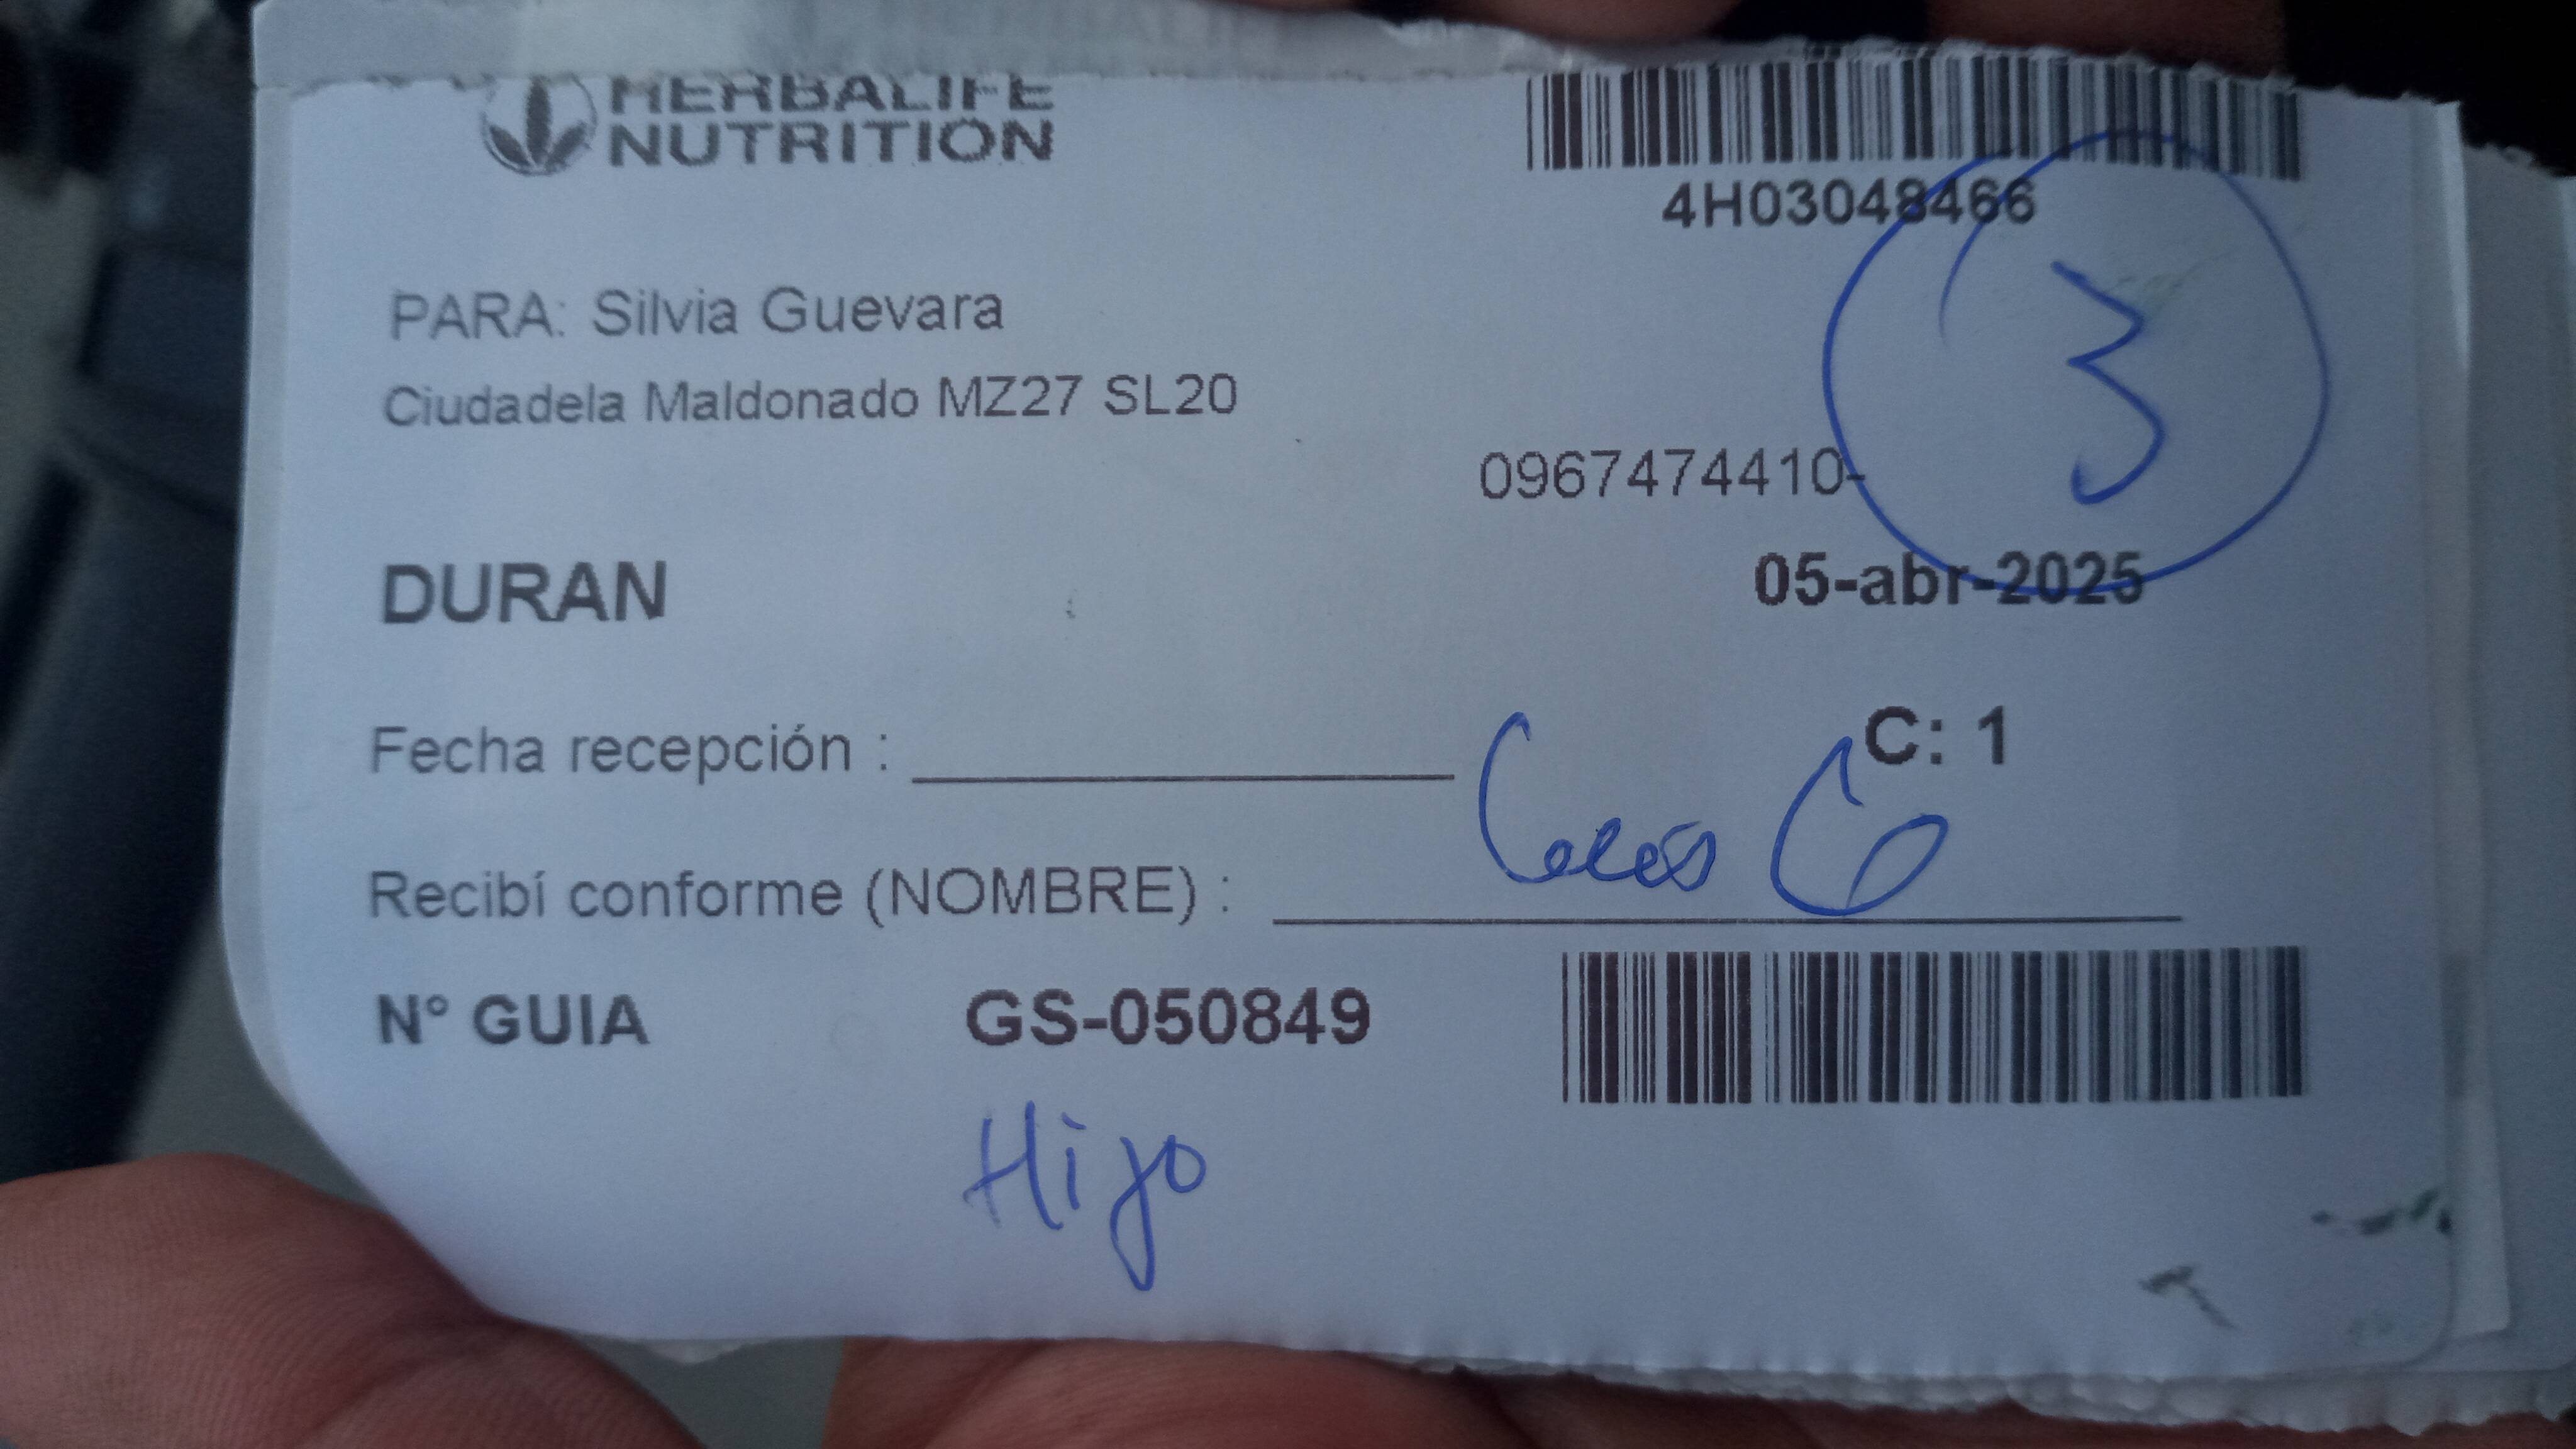 HERBALIFE
NUTRITION
4H03048466
3
PARA: Silvia Guevara
Ciudadela Maldonado MZ27 SL20
0967474410-
DURAN
05-abr-2025
Fecha recepción :
C: 1
Recibí conforme (NOMBRE) :
N° GUIA GS-050849
Hijo